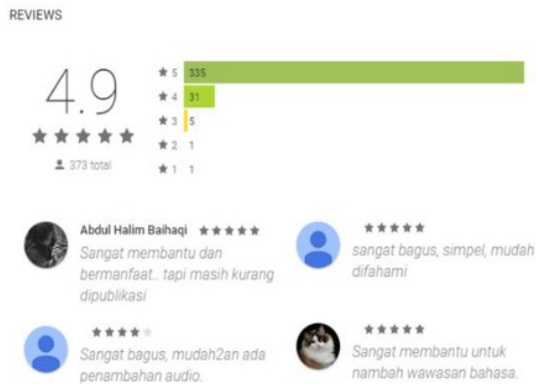 REVIEWS
4.9
373 total
5 335
4 31
3 5
2 1
1 1
Abdul Halim Baihaqi
Sangat membantu dan
bermanfaat.. tapi masih kurang
dipublikasi
sangat bagus, simpel, mudah
difahami
Sangat bagus, mudah2an ada
penambahan audio.
Sangat membantu untuk
nambah wawasan bahasa.